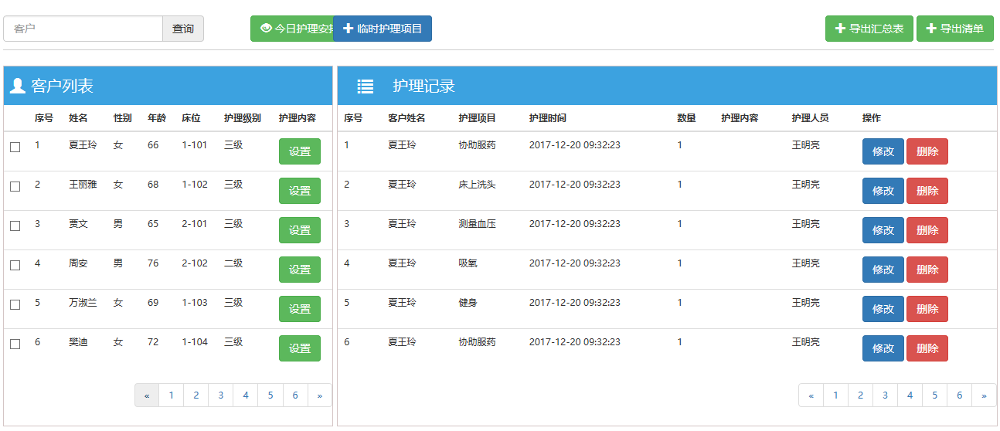 客户 查询 今日护理安排 临时护理项目 导出汇总表 导出清单
客户列表
序号 姓名 性别 年龄 床位 护理级别 护理内容
1 夏王玲 女 66 1-101 三级 设置
2 王丽雅 女 68 1-102 三级 设置
3 贾文 男 65 2-101 三级 设置
4 周安 男 76 2-102 二级 设置
5 万淑兰 女 69 1-103 三级 设置
6 樊迪 女 72 1-104 三级 设置
« 1 2 3 4 5 6 »
护理记录
序号 客户姓名 护理项目 护理时间 数量 护理内容 护理人员 操作
1 夏王玲 协助服药 2017-12-20 09:32:23 1 王明亮 修改 删除
2 夏王玲 床上洗头 2017-12-20 09:32:23 1 王明亮 修改 删除
3 夏王玲 测量血压 2017-12-20 09:32:23 1 王明亮 修改 删除
4 夏王玲 吸氧 2017-12-20 09:32:23 1 王明亮 修改 删除
5 夏王玲 健身 2017-12-20 09:32:23 1 王明亮 修改 删除
6 夏王玲 协助服药 2017-12-20 09:32:23 1 王明亮 修改 删除
« 1 2 3 4 5 6 »